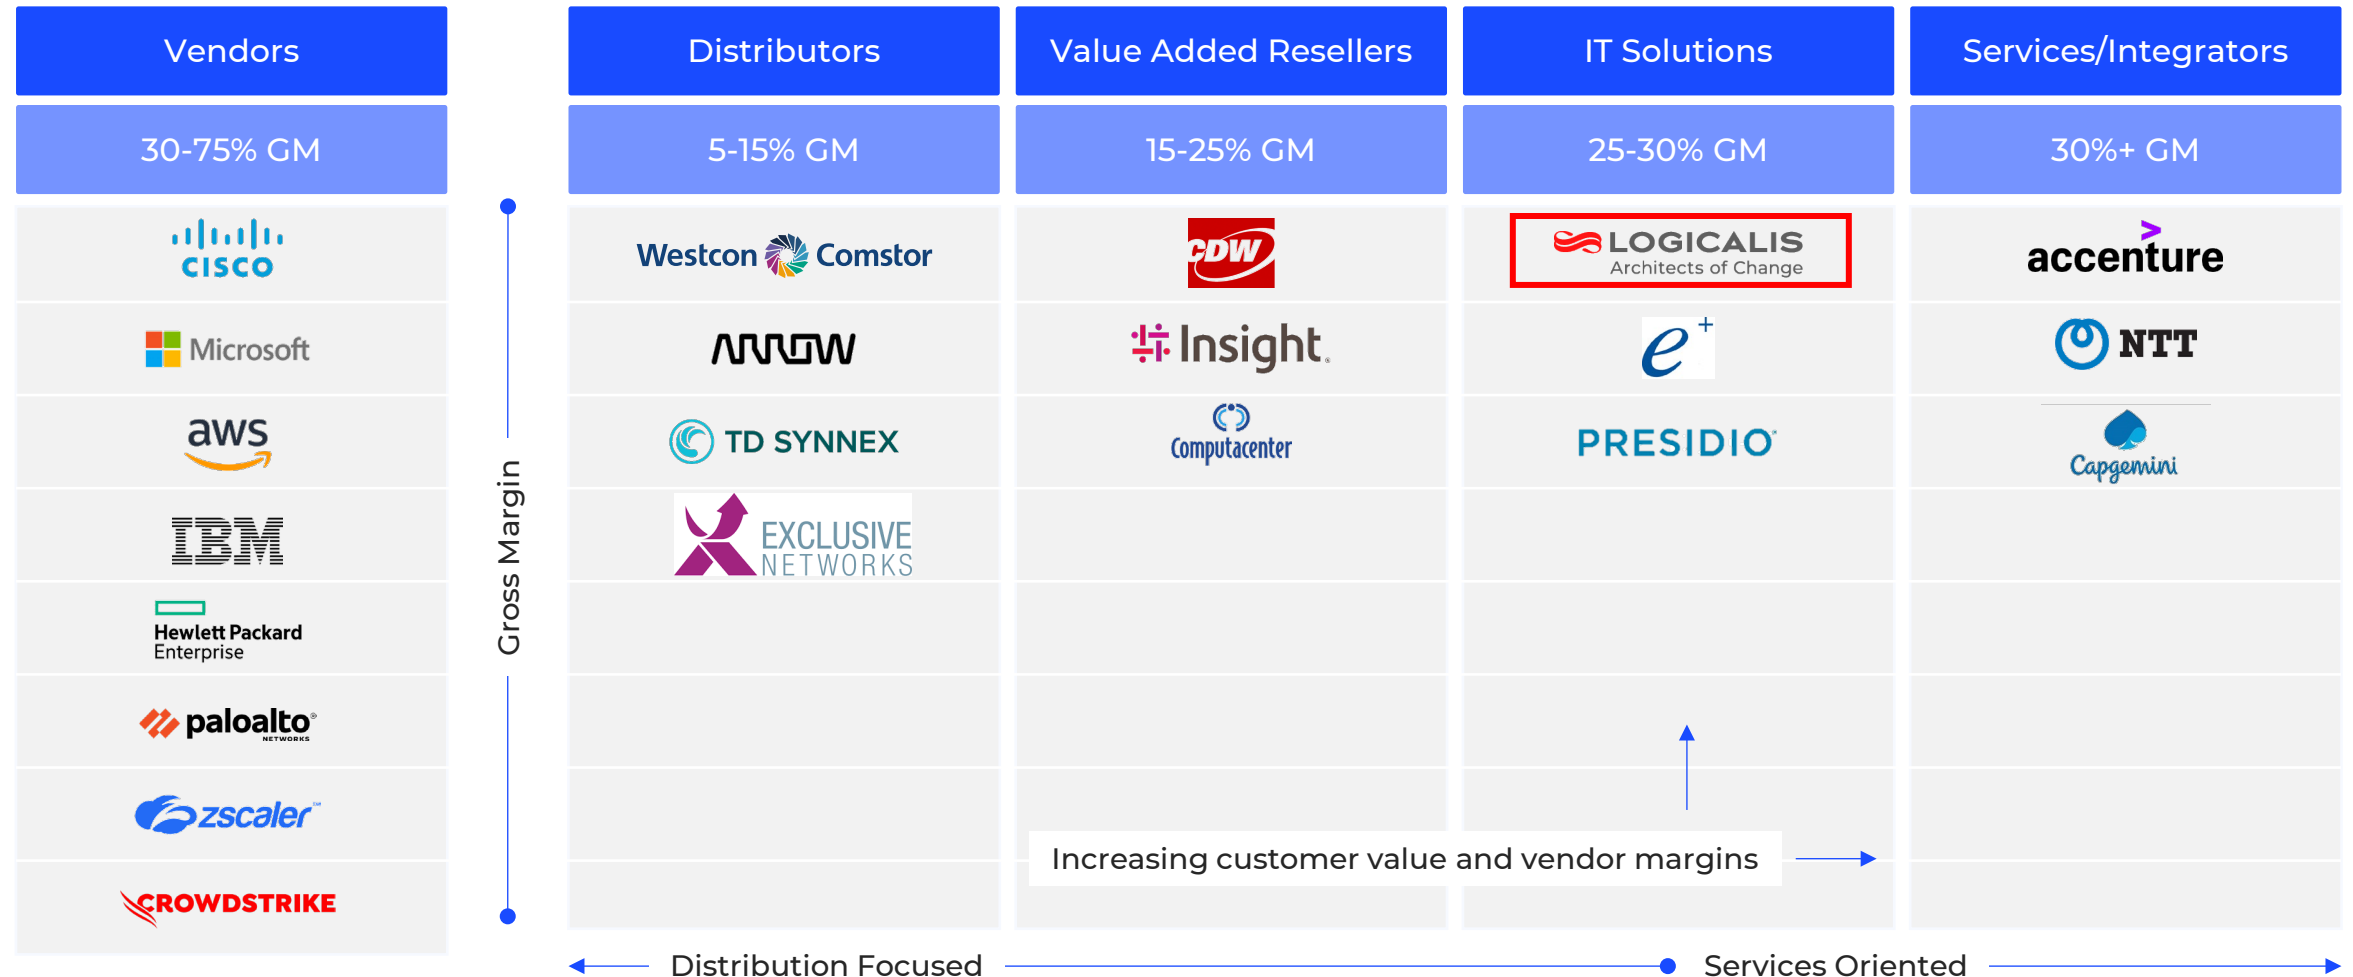 Vendors
Distributors
Value Added Resellers
IT Solutions
Services/Integrators
30-75% GM
5-15% GM
15-25% GM
25-30% GM
30%+ GM
CISCO
Microsoft
aws
IBM
Hewlett Packard
Enterprise
paloalto®
NETWORKS
zscaler™
CROWDSTRIKE
Gross Margin
Westcon Comstor
ARROW
TD SYNNEX
EXCLUSIVE
NETWORKS
CDW
Insight®
Computacenter
LOGICALIS
Architects of Change
e+
PRESIDIO®
accenture
NTT
Capgemini
Increasing customer value and vendor margins
Distribution Focused
Services Oriented